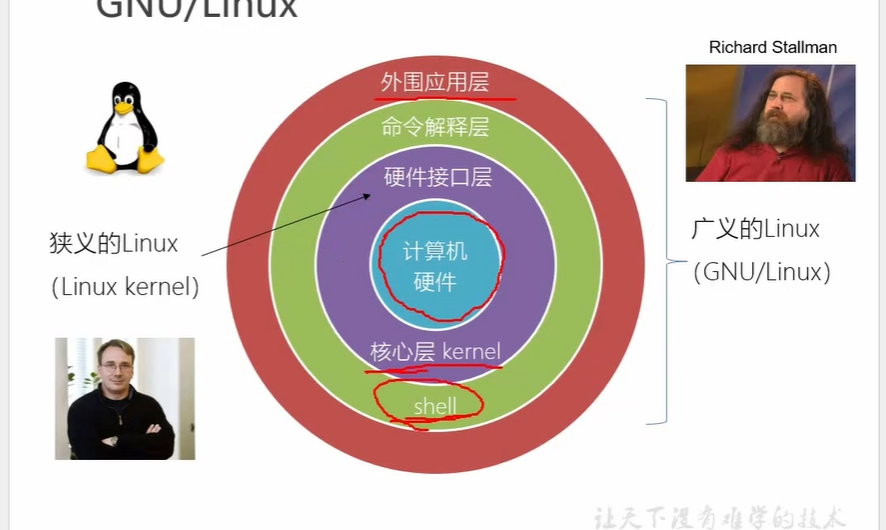 GNU/Linux
Richard Stallman
外围应用层
命令解释层
硬件接口层
计算机
硬件
核心层 kernel
shell
狭义的Linux
(Linux kernel)
广义的Linux
(GNU/Linux)
让天下没有难学的技术